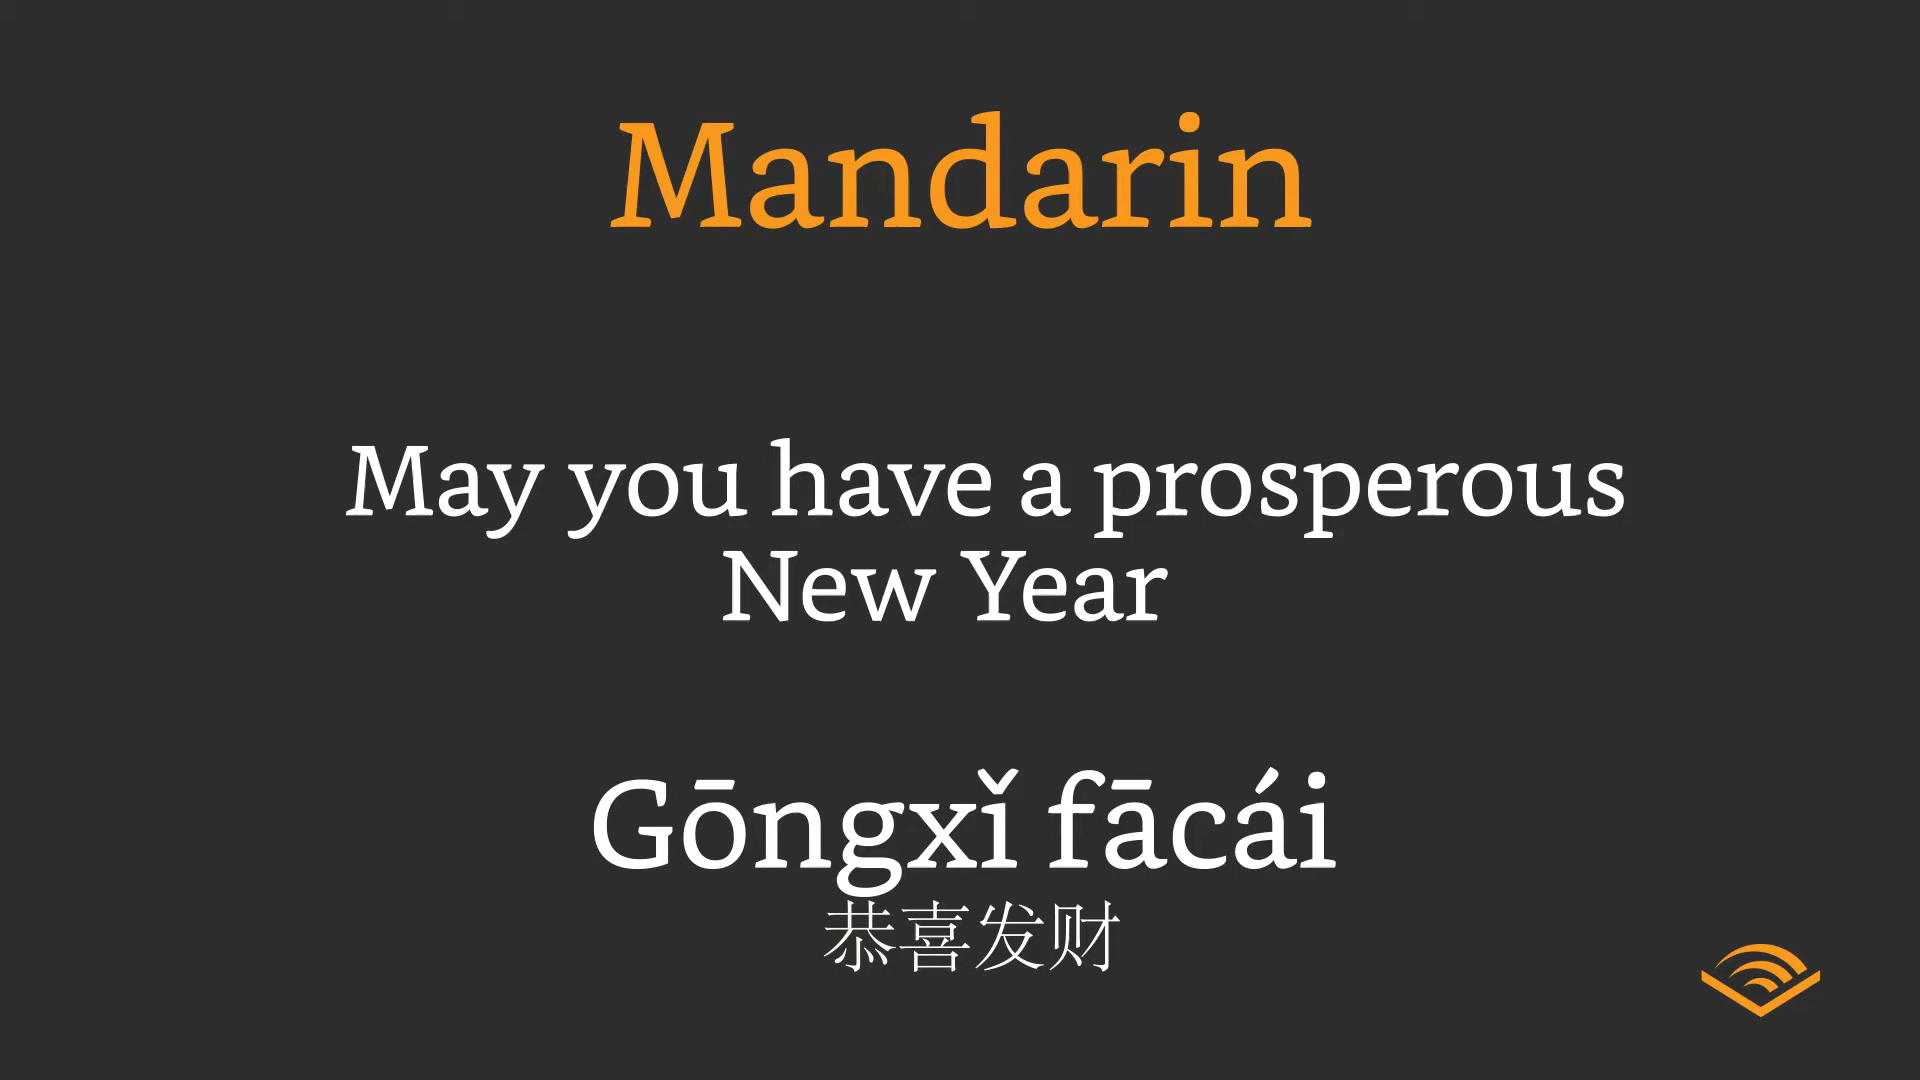 Mandarin
May you have a prosperous
New Year
Gōngxǐ fācái
恭喜发财